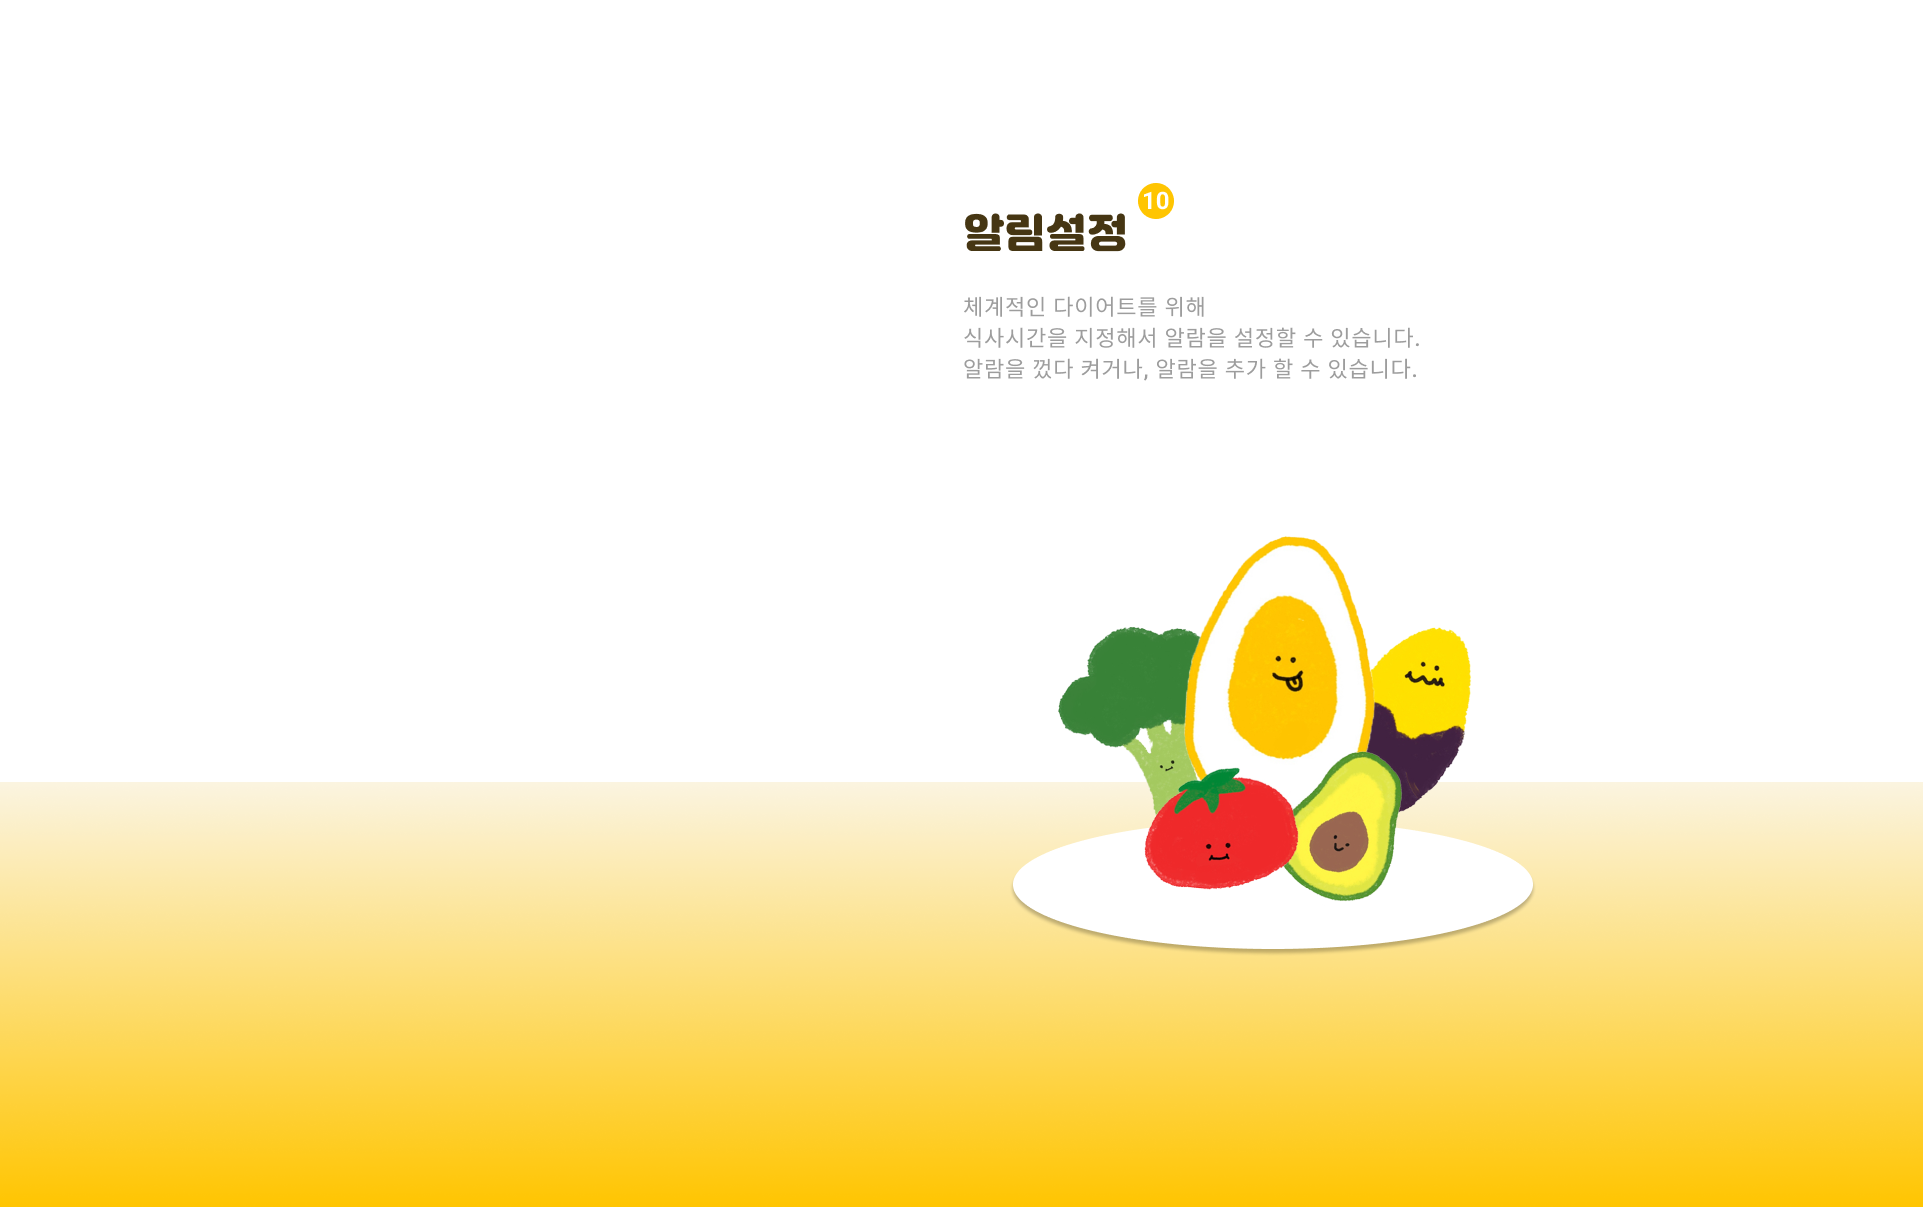 알림설정 10
체계적인 다이어트를 위해
식사시간을 지정해서 알람을 설정할 수 있습니다.
알람을 껐다 켜거나, 알람을 추가 할 수 있습니다.